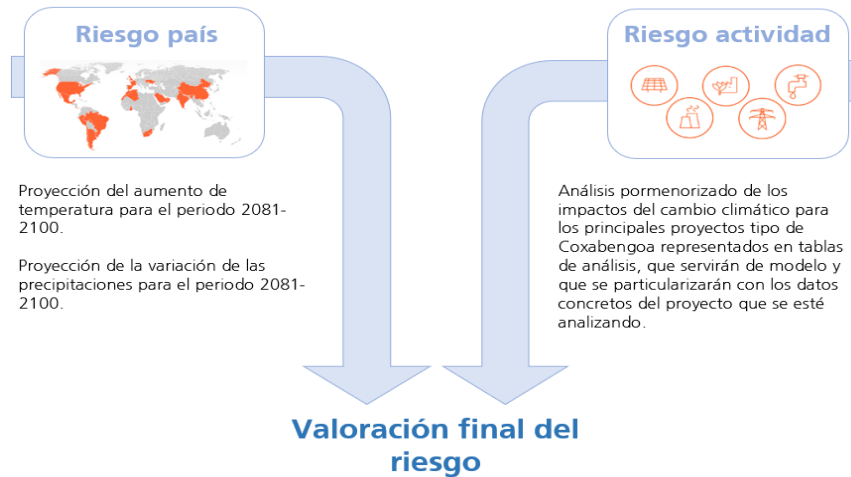 Riesgo país
Proyección del aumento de
temperatura para el periodo 2081-
2100.
Proyección de la variación de las
precipitaciones para el periodo 2081-
2100.
Riesgo actividad
Análisis pormenorizado de los
impactos del cambio climático para
los principales proyectos tipo de
Coxabengoa representados en tablas
de análisis, que servirán de modelo y
que se particularizarán con los datos
concretos del proyecto que se esté
analizando.
Valoración final del
riesgo